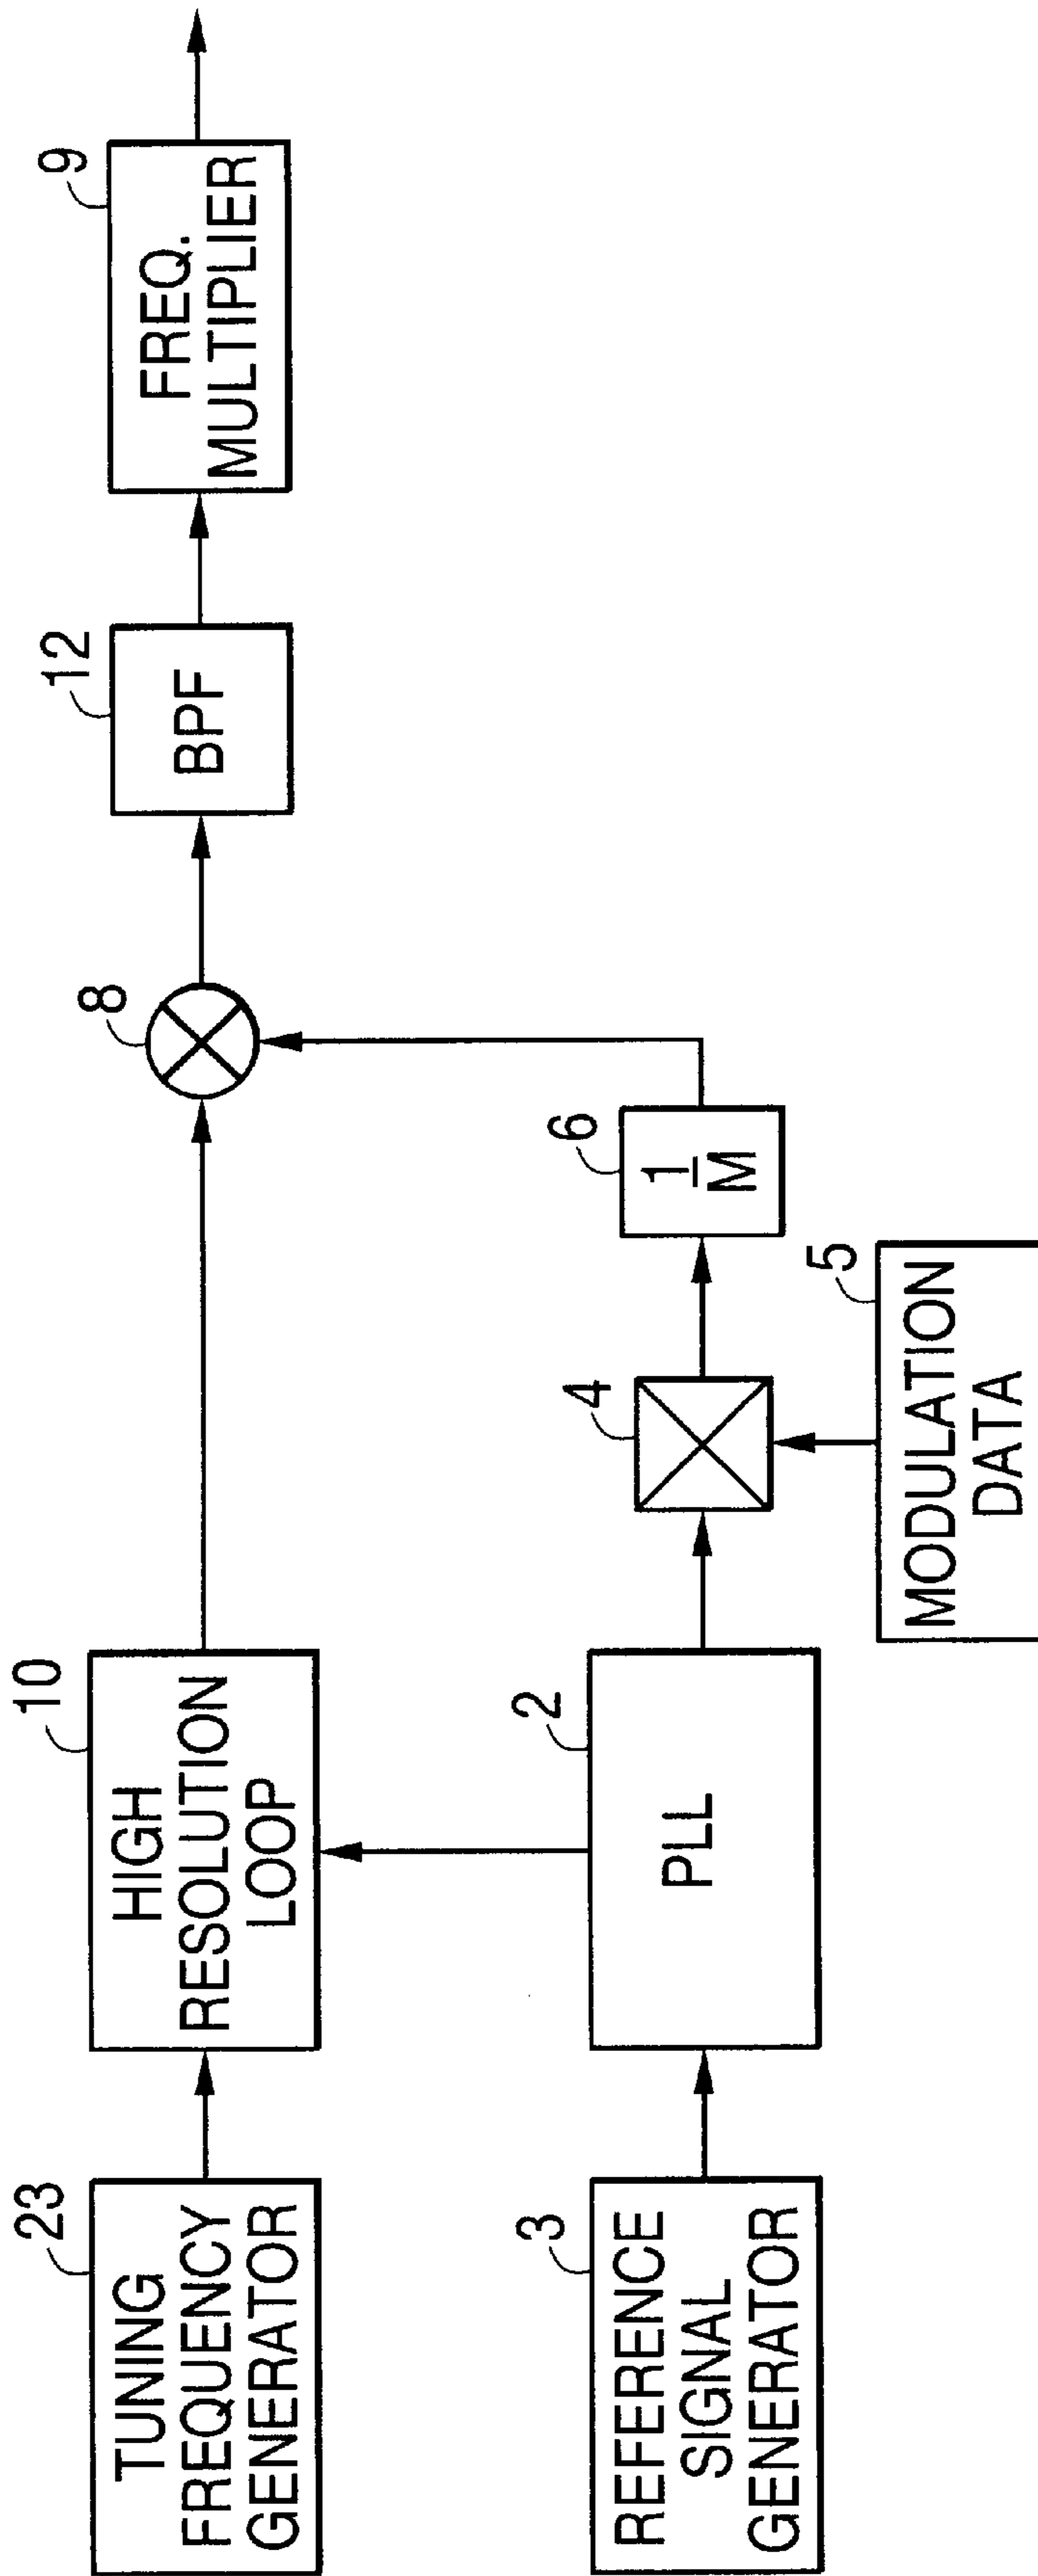 23
TUNING
FREQUENCY
GENERATOR
10
HIGH
RESOLUTION
LOOP
8
12
BPF
9
FREQ.
MULTIPLIER
3
REFERENCE
SIGNAL
GENERATOR
2
PLL
4
6
1
M
5
MODULATION
DATA